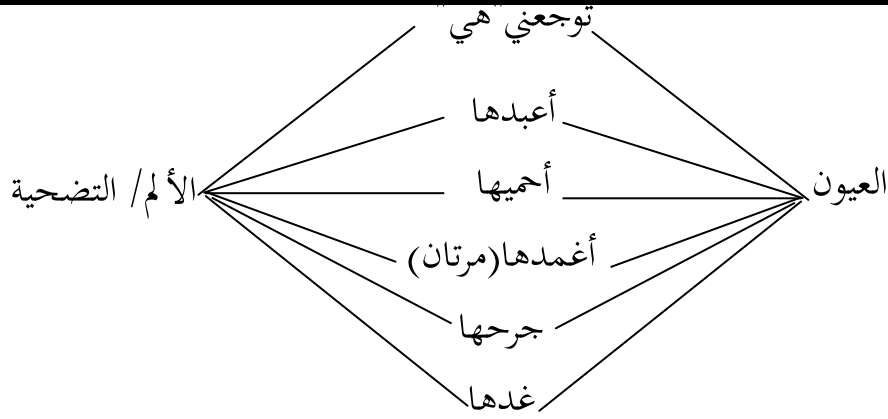 توجعني "هي"
أعبدها
العيون
أحميها
الألم/ التضحية
أغمدها(مرتان)
جرحها
غدها